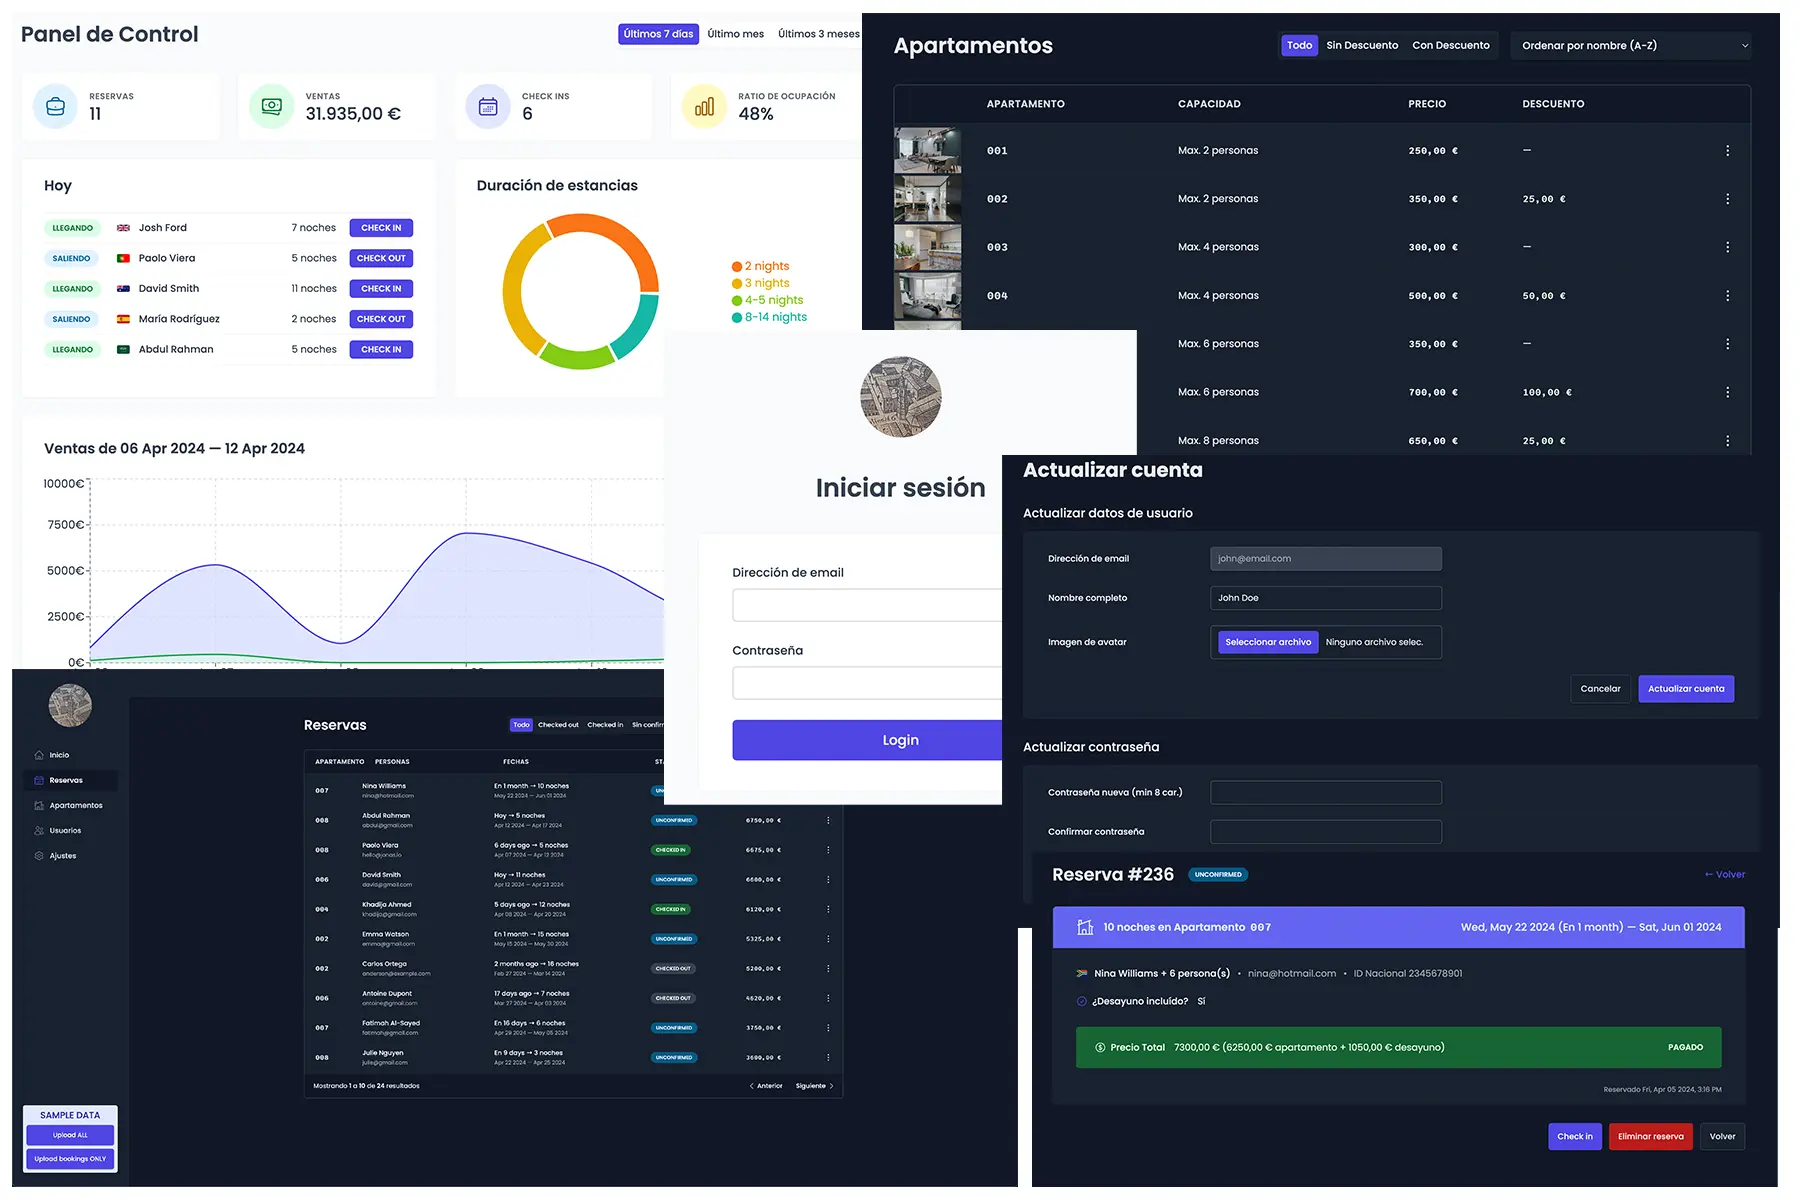 Panel de Control
Últimos 7 días Último mes Últimos 3 meses
RESERVAS
11
VENTAS
31.935,00 €
CHECK INS
6
RATIO DE OCUPACIÓN
48%
Hoy
LLEGANDO Josh Ford 7 noches CHECK IN
SALIENDO Paolo Viera 5 noches CHECK OUT
LLEGANDO David Smith 11 noches CHECK IN
SALIENDO María Rodríguez 2 noches CHECK OUT
LLEGANDO Abdul Rahman 5 noches CHECK IN
Duración de estancias
2 nights
3 nights
4-5 nights
8-14 nights
Ventas de 06 Apr 2024 — 12 Apr 2024
10000€
7500€
5000€
2500€
0€
Apartamentos
Todo Sin Descuento Con Descuento Ordenar por nombre (A-Z)
APARTAMENTO CAPACIDAD PRECIO DESCUENTO
001 Max. 2 personas 250,00 € —
002 Max. 2 personas 350,00 € 25,00 €
003 Max. 4 personas 300,00 € —
004 Max. 4 personas 500,00 € 50,00 €
Max. 6 personas 350,00 € —
Max. 6 personas 700,00 € 100,00 €
Max. 8 personas 650,00 € 25,00 €
Iniciar sesión
Dirección de email
Contraseña
Login
Actualizar cuenta
Actualizar datos de usuario
Dirección de email john@email.com
Nombre completo John Doe
Imagen de avatar Seleccionar archivo Ninguno archivo selec.
Cancelar Actualizar cuenta
Actualizar contraseña
Contraseña nueva (min 8 car.)
Confirmar contraseña
Inicio
Reservas
Apartamentos
Usuarios
Ajustes
SAMPLE DATA
Upload ALL
Upload bookings ONLY
Reservas
Todo Checked out Checked in Sin confirm
APARTAMENTO PERSONAS FECHAS
007 Nina Williams En 1 month → 10 noches
nina@hotmail.com May 22 2024 — Jun 01 2024
008 Abdul Rahman Hoy → 5 noches UNCONFIRMED 6750,00 €
abdul@gmail.com Apr 12 2024 — Apr 17 2024
008 Paolo Viera 6 days ago → 5 noches CHECKED IN 6675,00 €
hello@jonas.io Apr 07 2024 — Apr 12 2024
006 David Smith Hoy → 11 noches UNCONFIRMED 6600,00 €
david@gmail.com Apr 12 2024 — Apr 23 2024
004 Khadija Ahmed 5 days ago → 12 noches CHECKED IN 6120,00 €
khadija@gmail.com Apr 08 2024 — Apr 20 2024
002 Emma Watson En 1 month → 15 noches UNCONFIRMED 5325,00 €
emma@gmail.com May 15 2024 — May 30 2024
002 Carlos Ortega 2 months ago → 16 noches CHECKED OUT 5200,00 €
anderson@example.com Feb 27 2024 — Mar 14 2024
006 Antoine Dupont 17 days ago → 7 noches CHECKED OUT 4620,00 €
antoine@gmail.com Mar 27 2024 — Apr 03 2024
007 Fatimah Al-Sayed En 16 days → 6 noches UNCONFIRMED 3750,00 €
fatimah@gmail.com Apr 29 2024 — May 05 2024
008 Julie Nguyen En 9 days → 3 noches UNCONFIRMED 3600,00 €
julie@gmail.com Apr 22 2024 — Apr 25 2024
Mostrando 1 a 10 de 24 resultados Anterior Siguiente
Reserva #236 UNCONFIRMED ← Volver
10 noches en Apartamento 007 Wed, May 22 2024 (En 1 month) — Sat, Jun 01 2024
Nina Williams + 6 persona(s) • nina@hotmail.com • ID Nacional 2345678901
¿Desayuno incluído? Sí
Precio Total 7300,00 € (6250,00 € apartamento + 1050,00 € desayuno) PAGADO
Reservado Fri, Apr 05 2024, 3:16 PM
Check in Eliminar reserva Volver